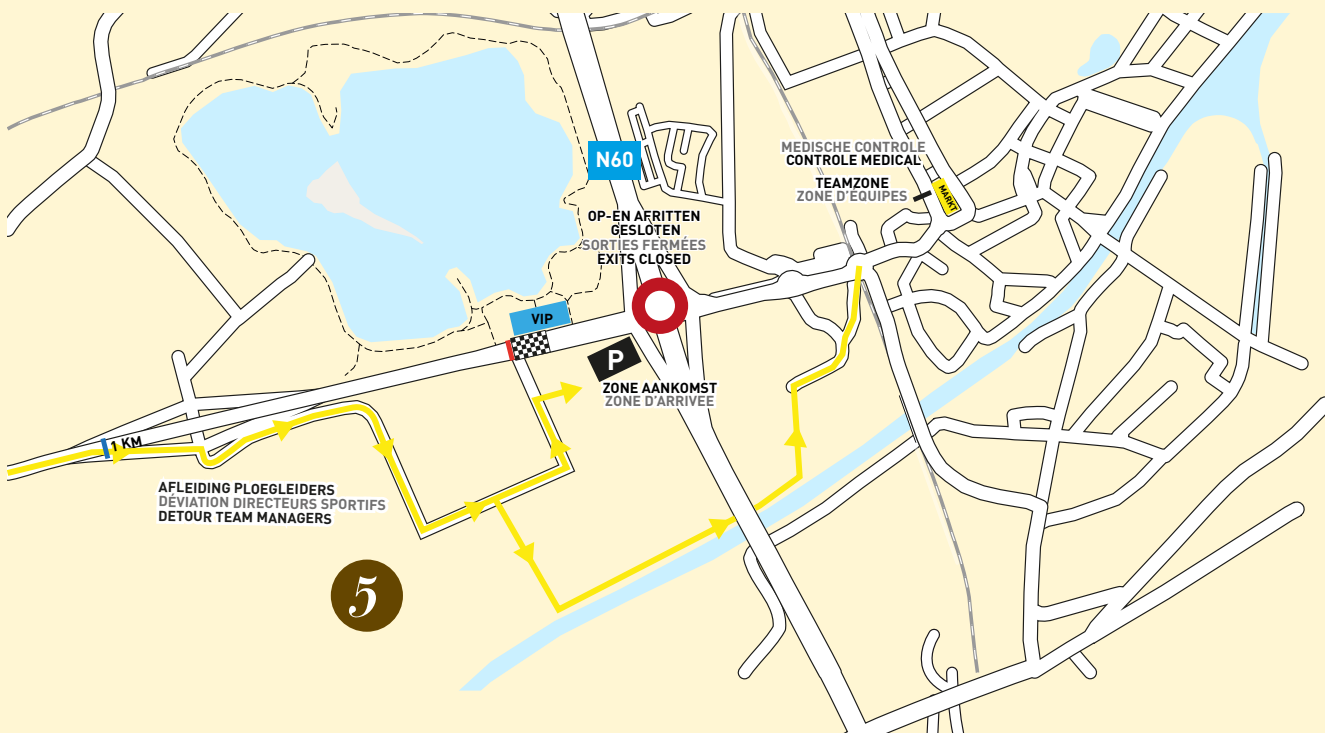 MEDISCHE CONTROLE
CONTROLE MEDICAL
N60
TEAMZONE
ZONE D'EQUIPES
MARKT
OP-EN AFRITTEN
GESLOTEN
SORTIES FERMÉES
EXITS CLOSED
VIP
P
ZONE AANKOMST
ZONE D'ARRIVEE
1 KM
AFLEIDING PLOEGLEIDERS
DÉVIATION DIRECTEURS SPORTIFS
DETOUR TEAM MANAGERS
5